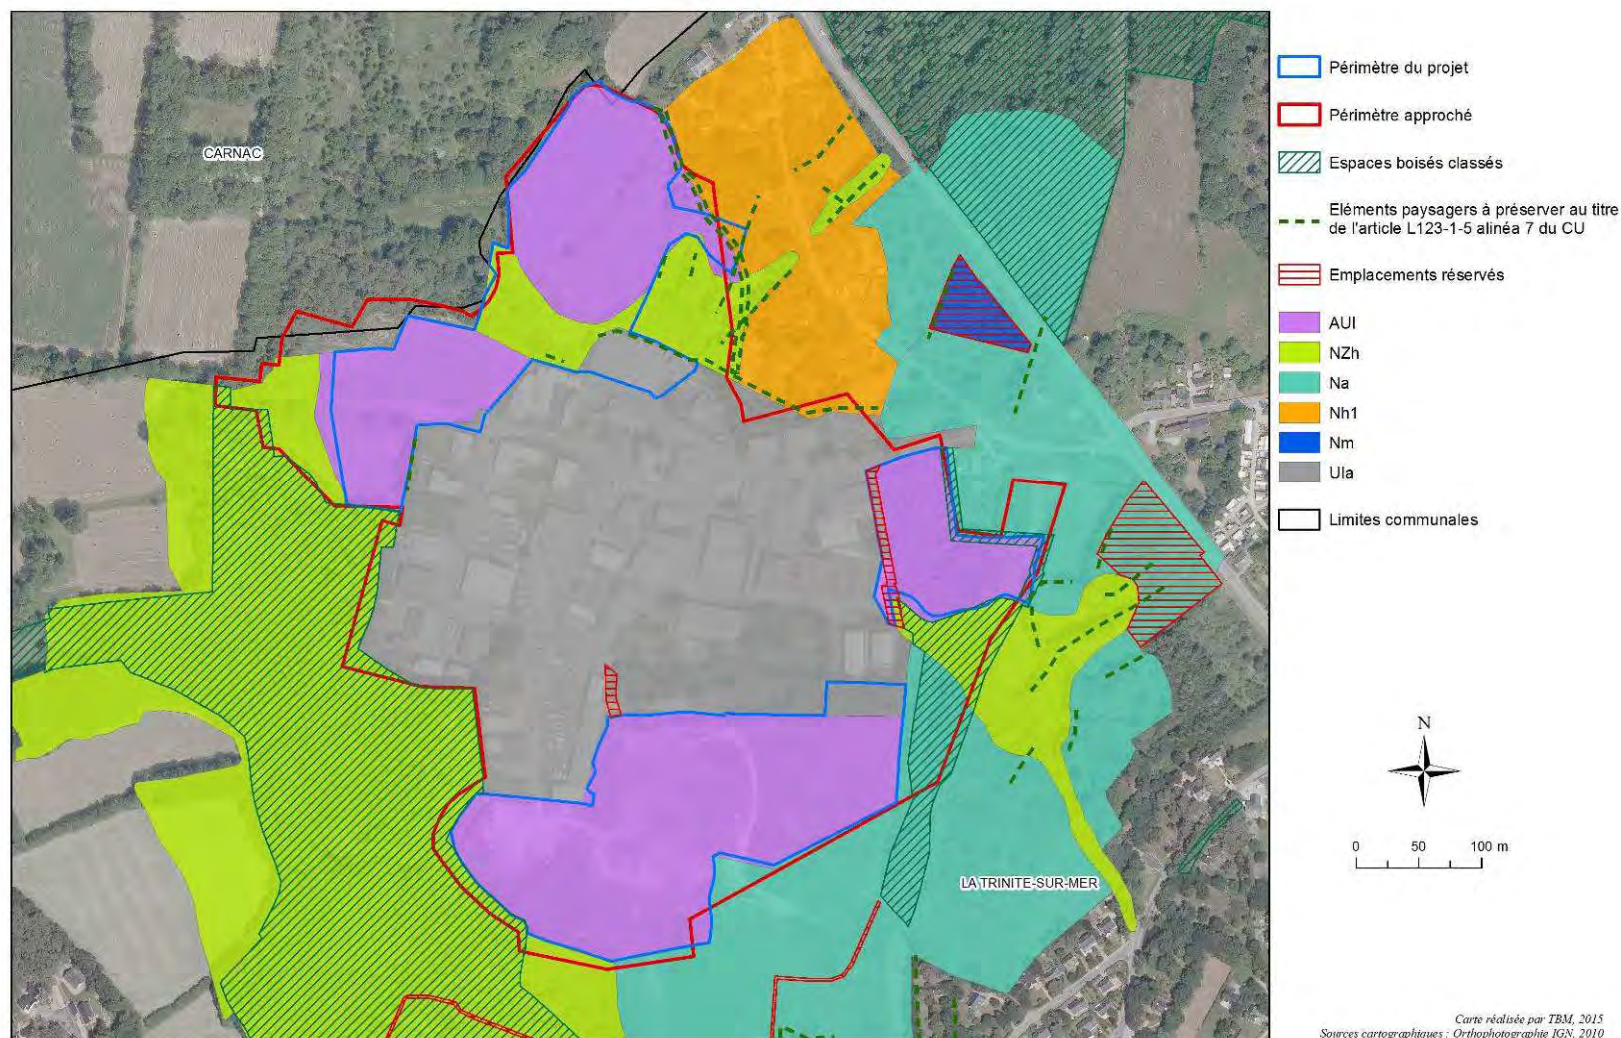 CARNAC
LA TRINITE-SUR-MER
Périmètre du projet
Périmètre approché
Espaces boisés classés
Eléments paysagers à préserver au titre
de l'article L123-1-5 alinéa 7 du CU
Emplacements réservés
AUI
NZh
Na
Nh1
Nm
UIa
Limites communales
N
0 50 100 m
Carte réalisée par TBM, 2015
Sources cartographiques : Orthophotographie IGN, 2010